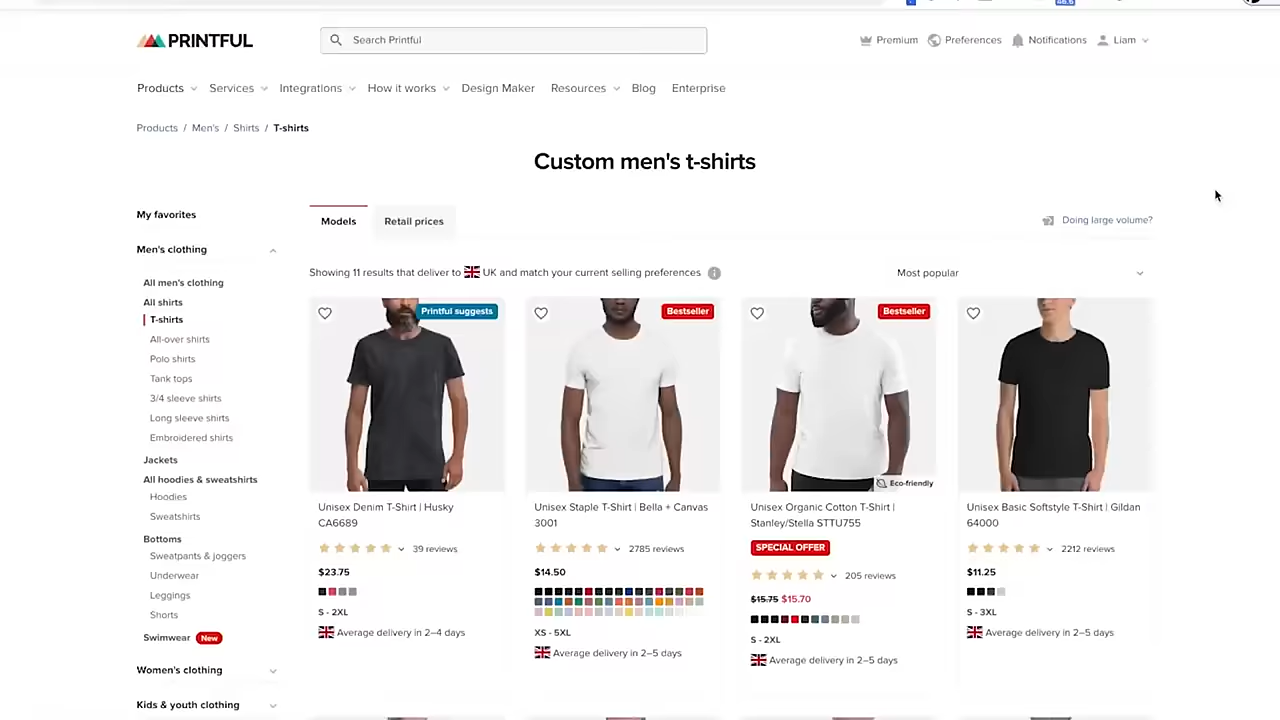 PRINTFUL
Search Printful
Premium
Preferences
Notifications
Liam
Products
Services
Integrations
How it works
Design Maker
Resources
Blog
Enterprise
Products / Men's / Shirts / T-shirts
Custom men's t-shirts
My favorites
Men's clothing
All men's clothing
All shirts
T-shirts
All-over shirts
Polo shirts
Tank tops
3/4 sleeve shirts
Long sleeve shirts
Embroidered shirts
Jackets
All hoodies & sweatshirts
Hoodies
Sweatshirts
Bottoms
Sweatpants & joggers
Underwear
Leggings
Shorts
Swimwear New
Women's clothing
Kids & youth clothing
Models
Retail prices
Doing large volume?
Showing 11 results that deliver to UK and match your current selling preferences
Most popular
Printful suggests
Unisex Denim T-Shirt | Husky
CA6689
39 reviews
$23.75
S - 2XL
Average delivery in 2–4 days
Bestseller
Unisex Staple T-Shirt | Bella + Canvas
3001
2785 reviews
$14.50
XS - 5XL
Average delivery in 2–5 days
Bestseller
Eco-friendly
Unisex Organic Cotton T-Shirt |
Stanley/Stella STTU755
SPECIAL OFFER
205 reviews
$15.75 $15.70
S - 2XL
Average delivery in 2–5 days
Unisex Basic Softstyle T-Shirt | Gildan
64000
2212 reviews
$11.25
S - 3XL
Average delivery in 2–5 days